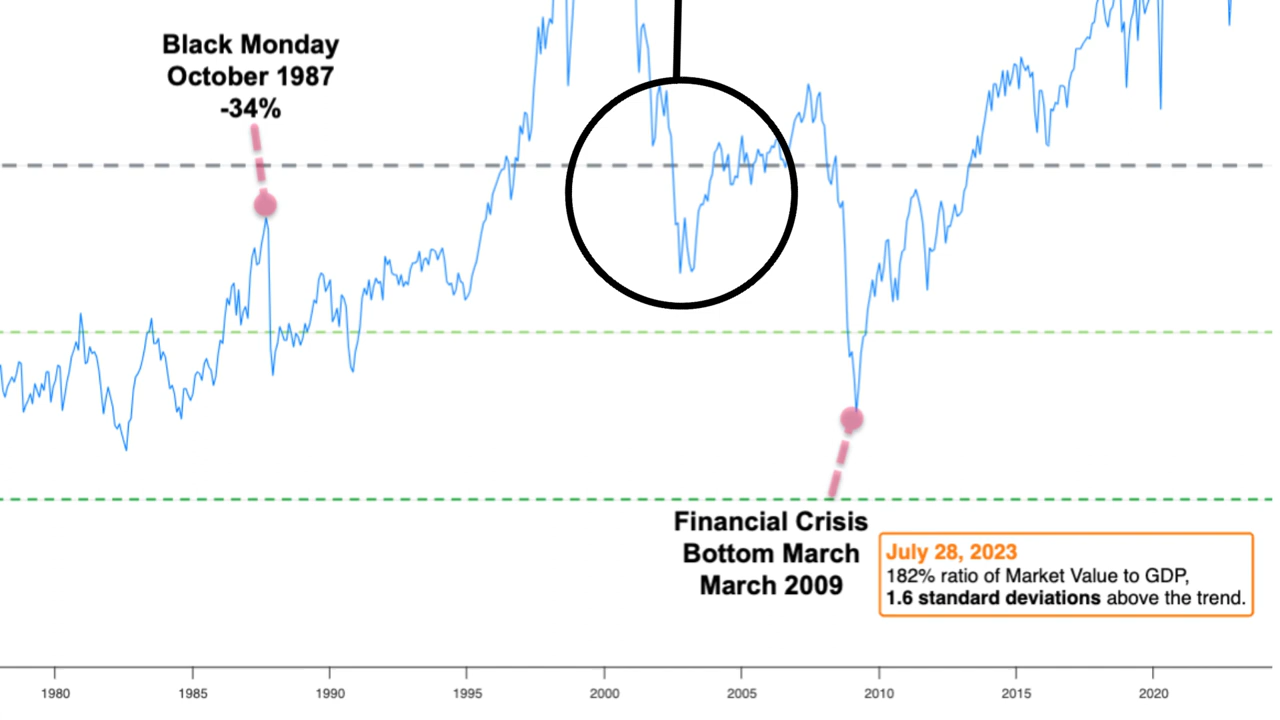 Black Monday
October 1987
-34%
Financial Crisis
Bottom March
March 2009
July 28, 2023
182% ratio of Market Value to GDP,
1.6 standard deviations above the trend.
1980 1985 1990 1995 2000 2005 2010 2015 2020